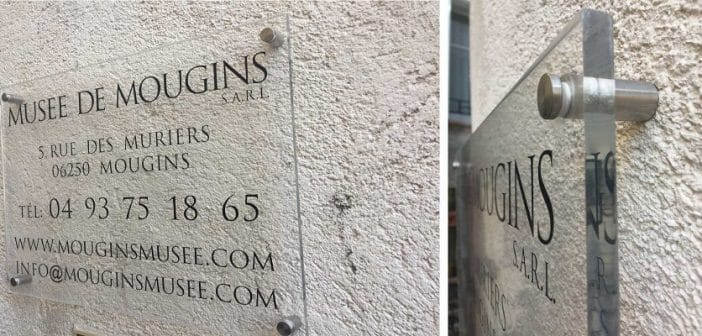 MUSEE DE MOUGINS
S.A.R.L
5, RUE DES MURIERS
06250 MOUGINS
TÉL: 04 93 75 18 65
WWW.MOUGINSMUSEE.COM
INFO@MOUGINSMUSEE.COM
MOUGINS
S.A.R.L.